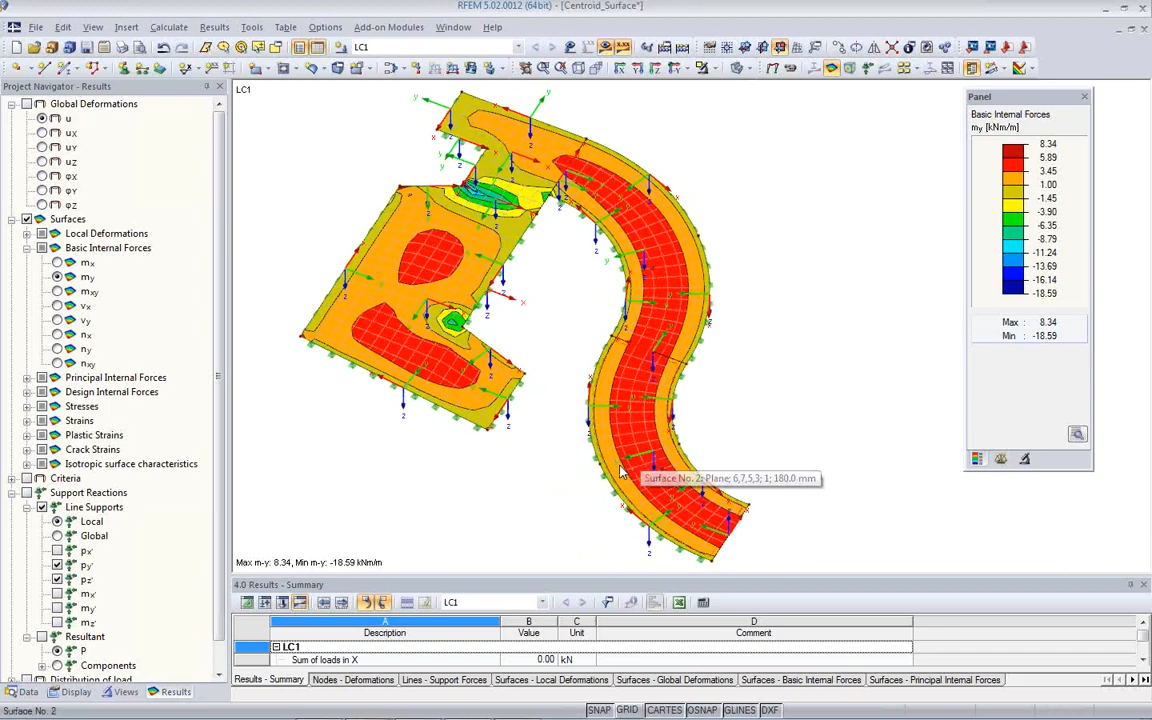 RFEM 5.02.0012 (64bit) - [Centroid_Surface*]
File Edit View Insert Calculate Results Tools Table Options Add-on Modules Window Help
LC1
Project Navigator - Results
Global Deformations
u
uX
uY
uZ
φX
φY
φZ
Surfaces
Local Deformations
Basic Internal Forces
mx
my
mxy
vx
vy
nx
ny
nxy
Principal Internal Forces
Design Internal Forces
Stresses
Strains
Plastic Strains
Crack Strains
Isotropic surface characteristics
Criteria
Support Reactions
Line Supports
Local
Global
px'
py'
pz'
mx'
my'
mz'
Resultant
P
Components
Distribution of load
Data Display Views Results
Surface No. 2
LC1
Surface No. 2; Plane; 6,7,5,3; 1; 180.0 mm
Max m-y: 8.34, Min m-y: -18.59 kNm/m
Panel
Basic Internal Forces
my [kNm/m]
8.34
5.89
3.45
1.00
-1.45
-3.90
-6.35
-8.79
-11.24
-13.69
-16.14
-18.59
Max : 8.34
Min : -18.59
4.0 Results - Summary
LC1
A B C D
Description Value Unit Comment
LC1
Sum of loads in X 0.00 kN
Results - Summary Nodes - Deformations Lines - Support Forces Surfaces - Local Deformations Surfaces - Global Deformations Surfaces - Basic Internal Forces Surfaces - Principal Internal Forces
SNAP GRID CARTES OSNAP GLINES DXF